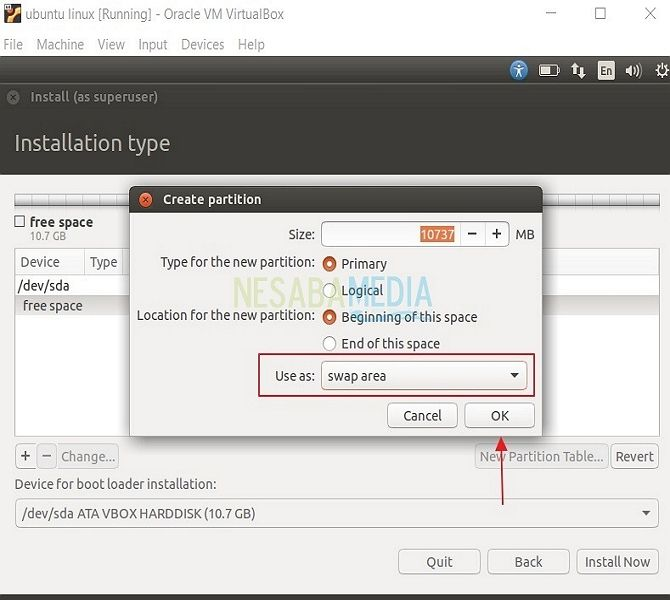 ubuntu linux [Running] - Oracle VM VirtualBox
File Machine View Input Devices Help
En
Install (as superuser)
Installation type
free space
10.7 GB
Device Type
/dev/sda
free space
Create partition
Size: 10737 MB
Type for the new partition: Primary
Logical
NESABAMEDIA
Location for the new partition: Beginning of this space
End of this space
Use as: swap area
Cancel OK
+ − Change... New Partition Table... Revert
Device for boot loader installation:
/dev/sda ATA VBOX HARDDISK (10.7 GB)
Quit Back Install Now